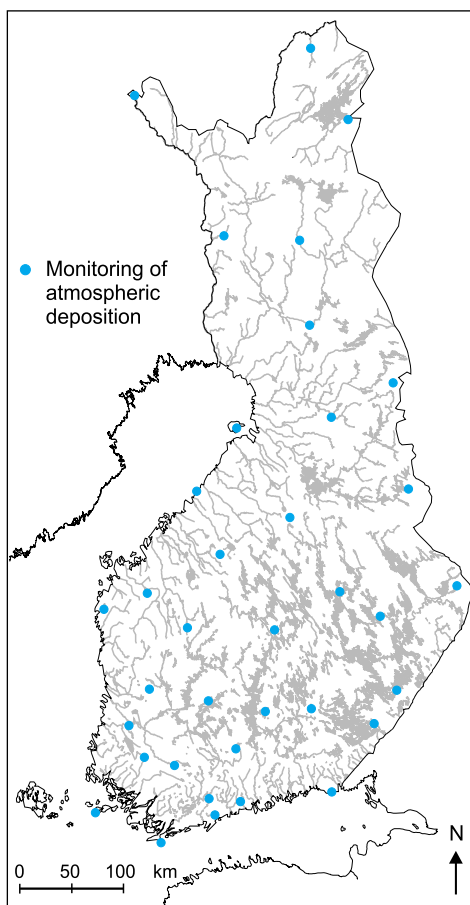 Monitoring of
atmospheric
deposition
N
0 50 100 km